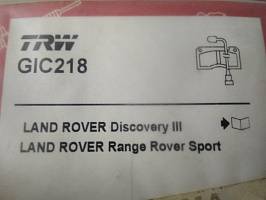 TRW
GIC218
LAND ROVER Discovery III
LAND ROVER Range Rover Sport